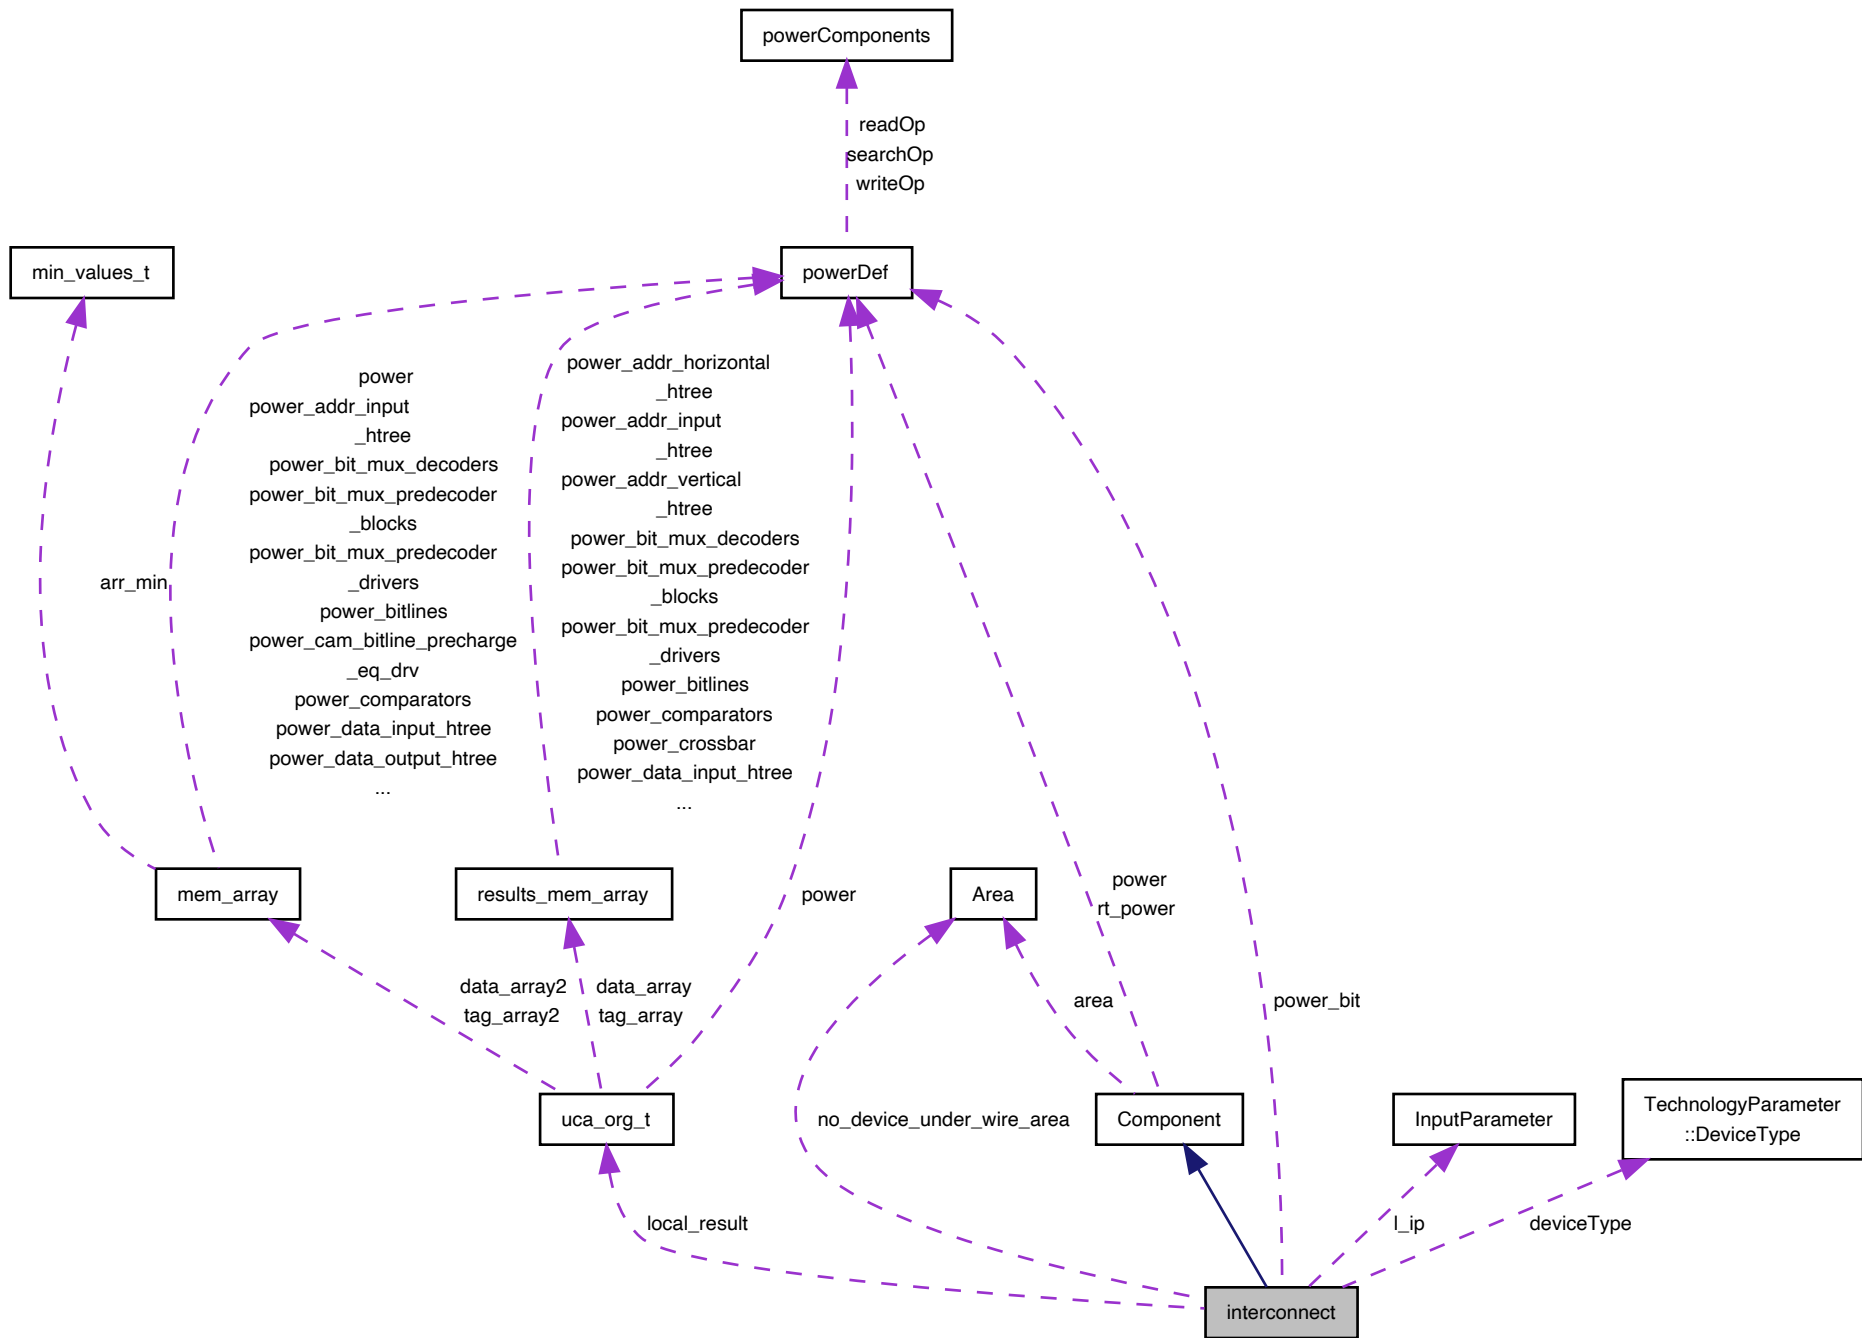 powerComponents
readOp
searchOp
writeOp
min_values_t
powerDef
power
power_addr_input
_htree
power_bit_mux_decoders
power_bit_mux_predecoder
_blocks
power_bit_mux_predecoder
_drivers
power_bitlines
power_cam_bitline_precharge
_eq_drv
power_comparators
power_data_input_htree
power_data_output_htree
...
power_addr_horizontal
_htree
power_addr_input
_htree
power_addr_vertical
_htree
power_bit_mux_decoders
power_bit_mux_predecoder
_blocks
power_bit_mux_predecoder
_drivers
power_bitlines
power_comparators
power_crossbar
power_data_input_htree
...
arr_min
mem_array
results_mem_array
power
Area
power
rt_power
data_array2
tag_array2
data_array
tag_array
area
power_bit
uca_org_t
no_device_under_wire_area
Component
InputParameter
TechnologyParameter
::DeviceType
local_result
l_ip
deviceType
interconnect